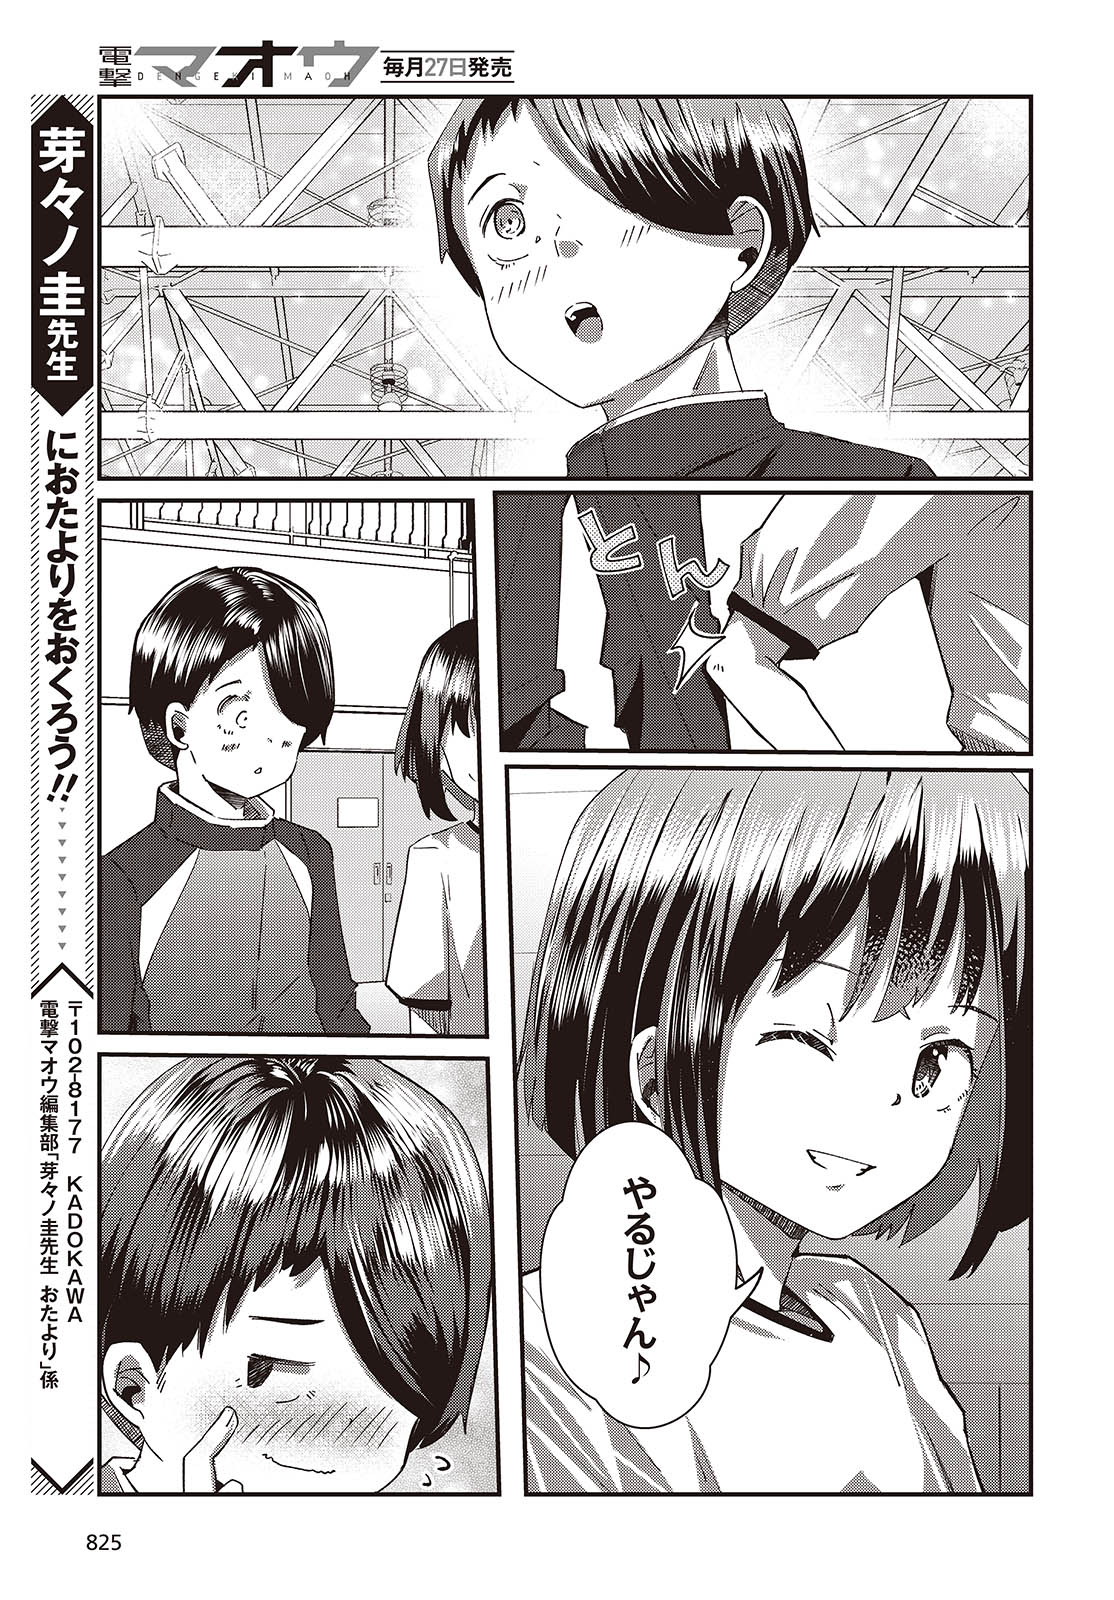 電撃マオウ
DENGEKI MAOH
毎月27日発売
芽々ノ圭先生
におたよりをおくろう!!
〒102-8177 KADOKAWA
電撃マオウ編集部「芽々ノ圭先生 おたより」係
とん
やるじゃん♪
825